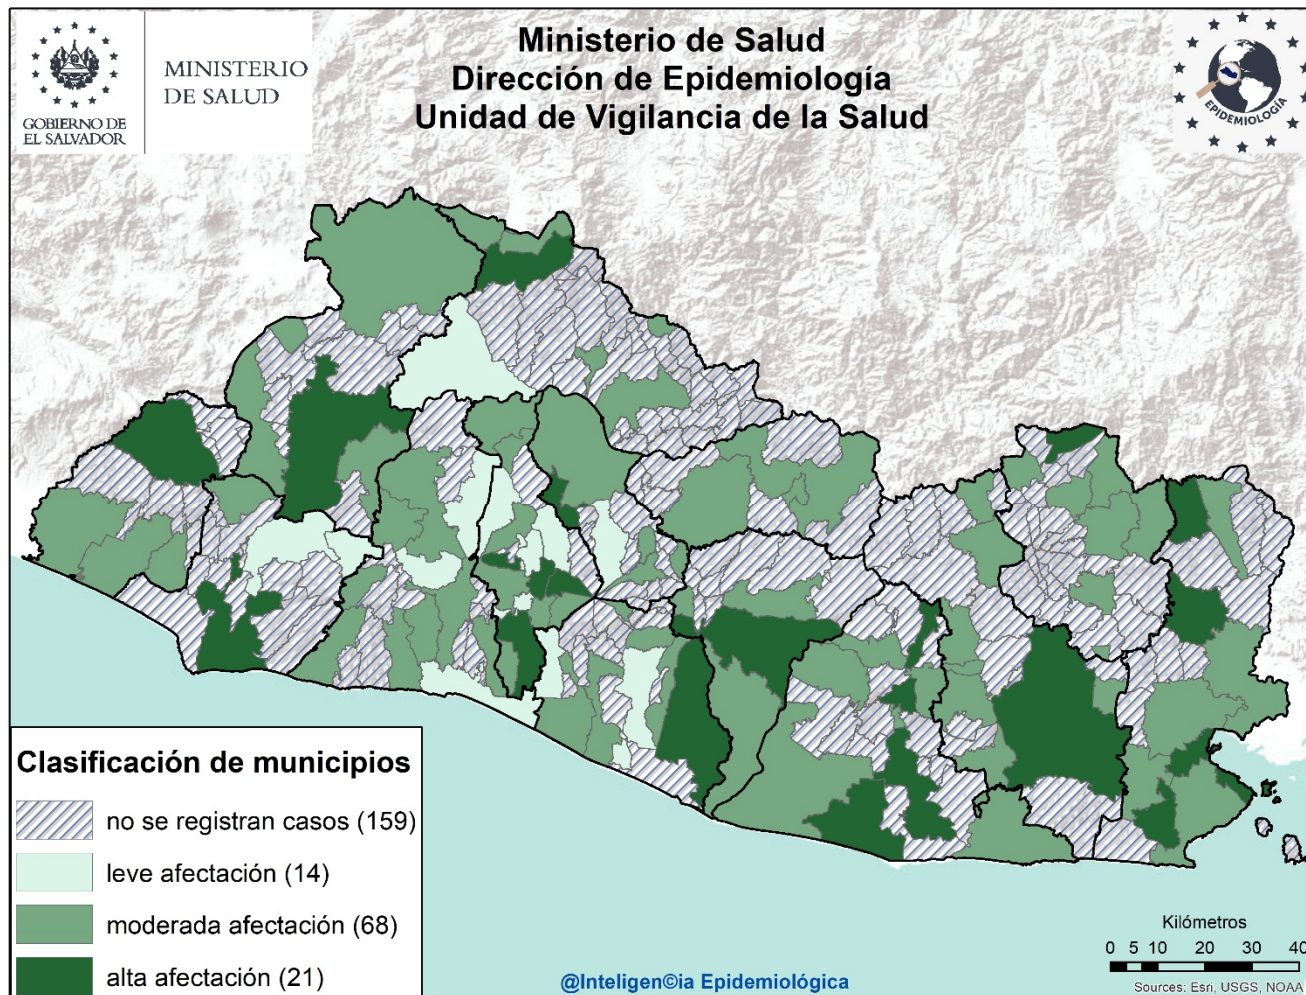 Ministerio de Salud
Dirección de Epidemiología
Unidad de Vigilancia de la Salud
GOBIERNO DE
EL SALVADOR
MINISTERIO
DE SALUD
EPIDEMIOLOGÍA
Clasificación de municipios
no se registran casos (159)
leve afectación (14)
moderada afectación (68)
alta afectación (21)
@Inteligen©ia Epidemiológica
Kilómetros
0 5 10 20 30 40
Sources: Esri, USGS, NOAA